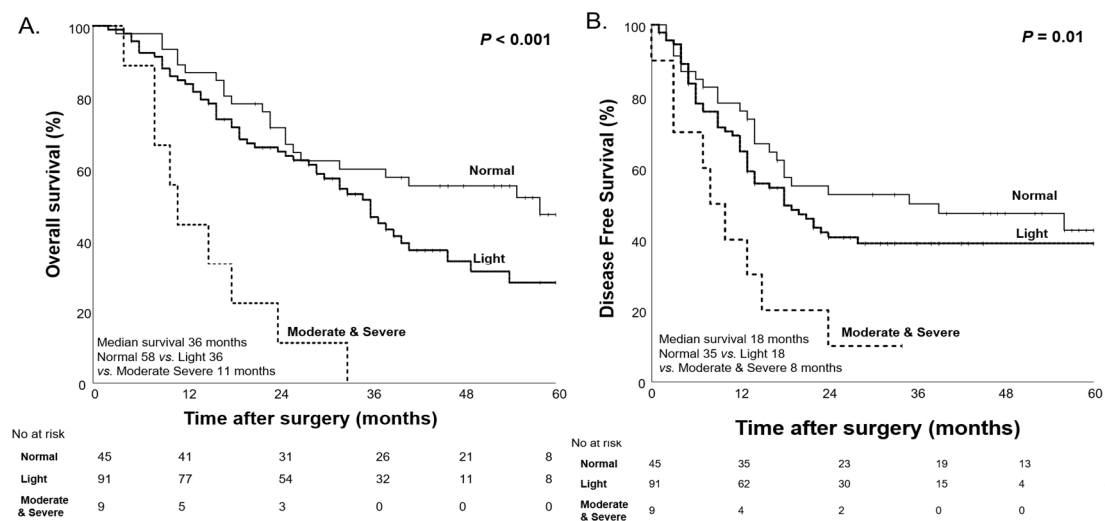 A.
P < 0.001
Overall survival (%)
100
80
60
40
20
0
Normal
Light
Moderate & Severe
Median survival 36 months
Normal 58 vs. Light 36
vs. Moderate Severe 11 months
0 12 24 36 48 60
Time after surgery (months)
No at risk
Normal 45 41 31 26 21 8
Light 91 77 54 32 11 8
Moderate
& Severe 9 5 3 0 0 0
B.
P = 0.01
Disease Free Survival (%)
100
80
60
40
20
0
Normal
Light
Moderate & Severe
Median survival 18 months
Normal 35 vs. Light 18
vs. Moderate & Severe 8 months
0 12 24 36 48 60
Time after surgery (months)
No at risk
Normal 45 35 23 19 13
Light 91 62 30 15 4
Moderate
& Severe 9 4 2 0 0